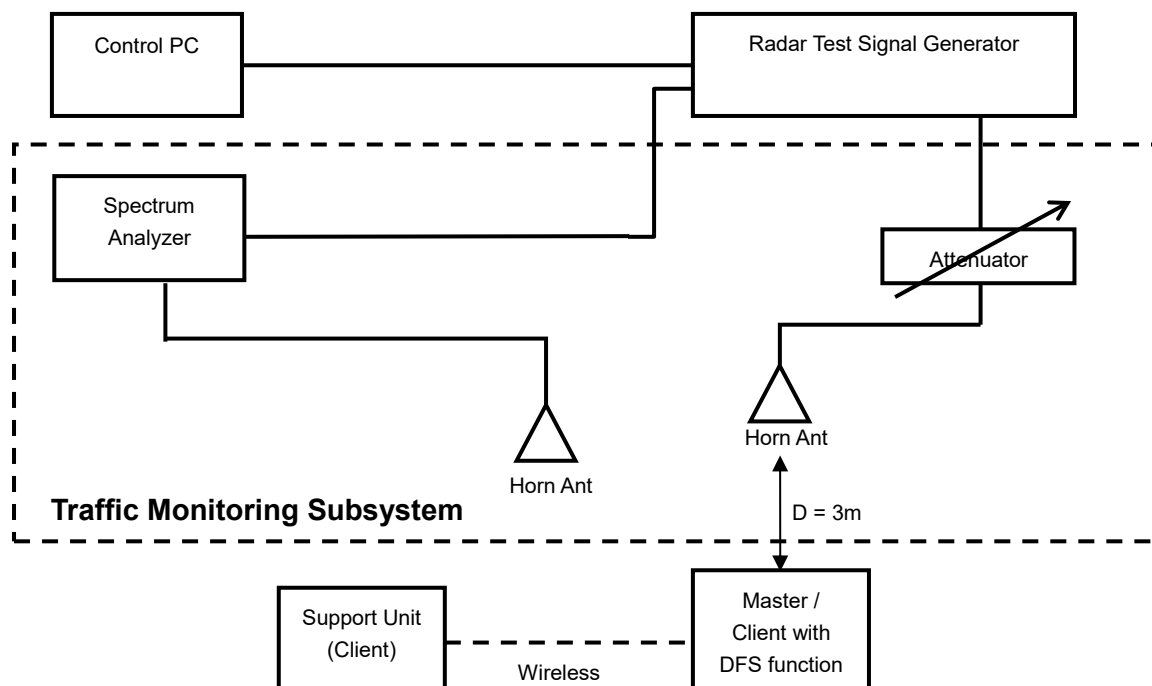 Control PC
Radar Test Signal Generator
Spectrum
Analyzer
Attenuator
Horn Ant
Horn Ant
Traffic Monitoring Subsystem
D = 3m
Support Unit
(Client)
Wireless
Master /
Client with
DFS function